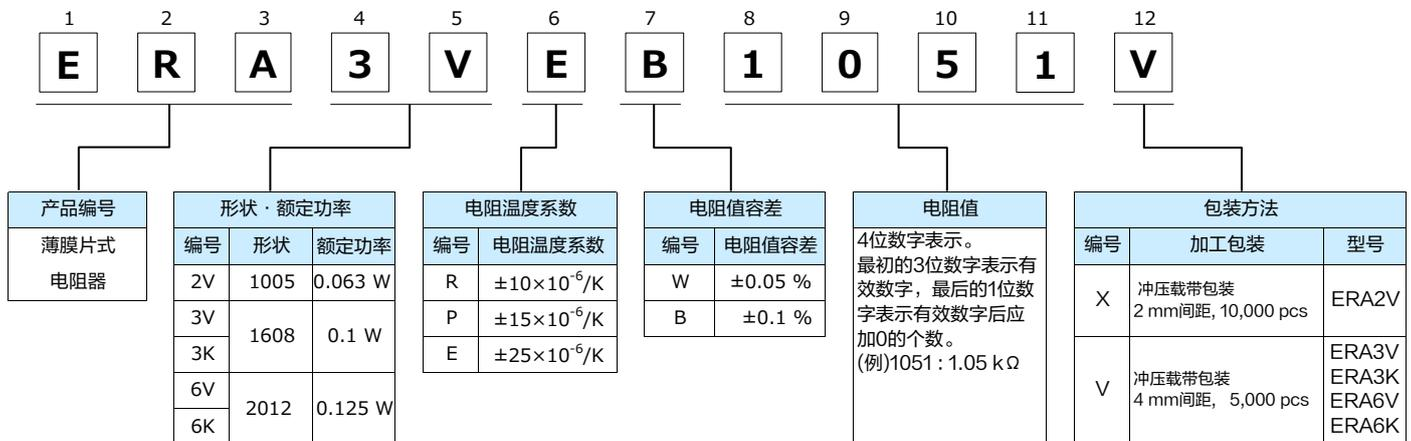 1 2 3 4 5 6 7 8 9 10 11 12
E R A 3 V E B 1 0 5 1 V
产品编号
薄膜片式
电阻器
形状 · 额定功率
编号 形状 额定功率
2V 1005 0.063 W
3V
1608 0.1 W
3K
6V
2012 0.125 W
6K
电阻温度系数
编号 电阻温度系数
R ±10×10⁻⁶/K
P ±15×10⁻⁶/K
E ±25×10⁻⁶/K
电阻值容差
编号 电阻值容差
W ±0.05 %
B ±0.1 %
电阻值
4位数字表示。
最初的3位数字表示有
效数字，最后的1位数
字表示有效数字后应
加0的个数。
(例)1051 : 1.05 kΩ
包装方法
编号 加工包装 型号
X 冲压载带包装
2 mm间距, 10,000 pcs ERA2V
V 冲压载带包装
4 mm间距, 5,000 pcs
ERA3V
ERA3K
ERA6V
ERA6K